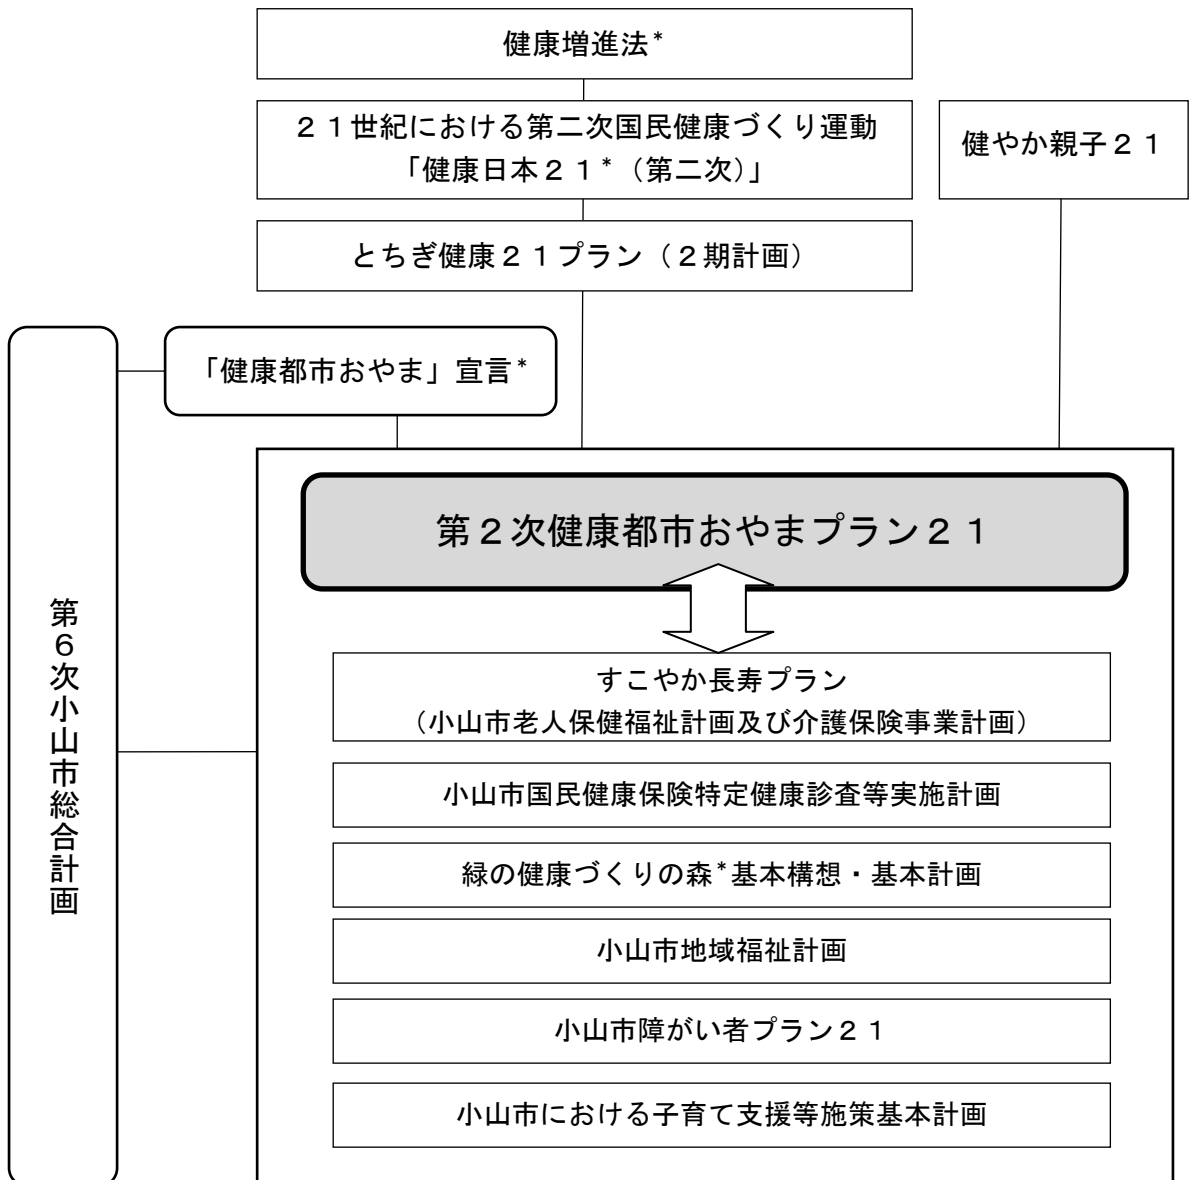 健康増進法*
２１世紀における第二次国民健康づくり運動
「健康日本２１*（第二次）」
健やか親子２１
とちぎ健康２１プラン（２期計画）
「健康都市おやま」宣言*
第６次小山市総合計画
第２次健康都市おやまプラン２１
すこやか長寿プラン
（小山市老人保健福祉計画及び介護保険事業計画）
小山市国民健康保険特定健康診査等実施計画
緑の健康づくりの森*基本構想・基本計画
小山市地域福祉計画
小山市障がい者プラン２１
小山市における子育て支援等施策基本計画